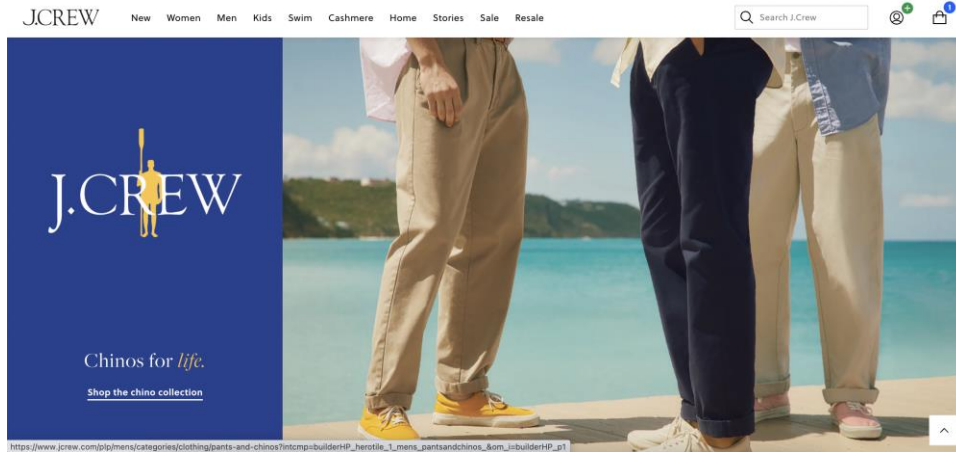 J.CREW
New Women Men Kids Swim Cashmere Home Stories Sale Resale
Search J.Crew
+
1
J.CREW
Chinos for life.
Shop the chino collection
https://www.jcrew.com/plp/mens/categories/clothing/pants-and-chinos?intcmp=builderHP_herotile_1_mens_pantsandchinos_&om_i=builderHP_p1